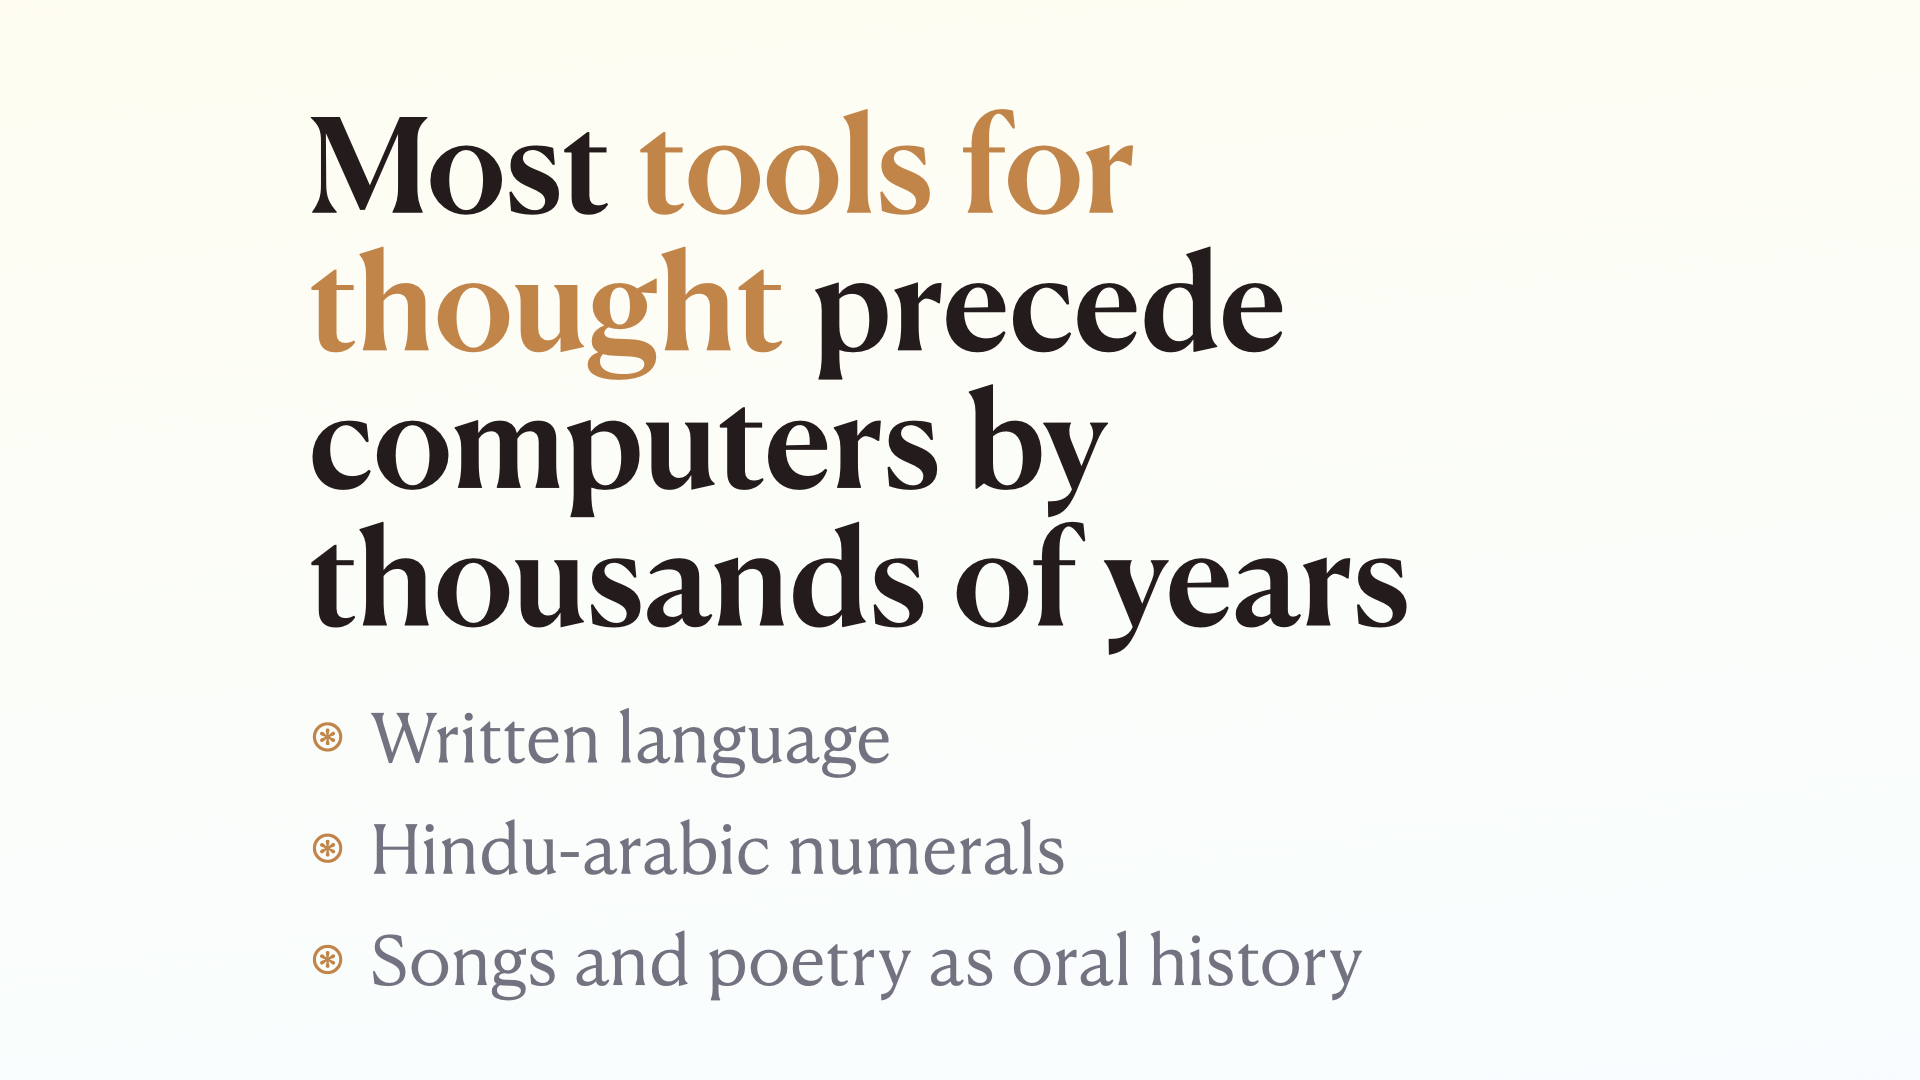 Most tools for
thought precede
computers by
thousands of years
Written language
Hindu-arabic numerals
Songs and poetry as oral history